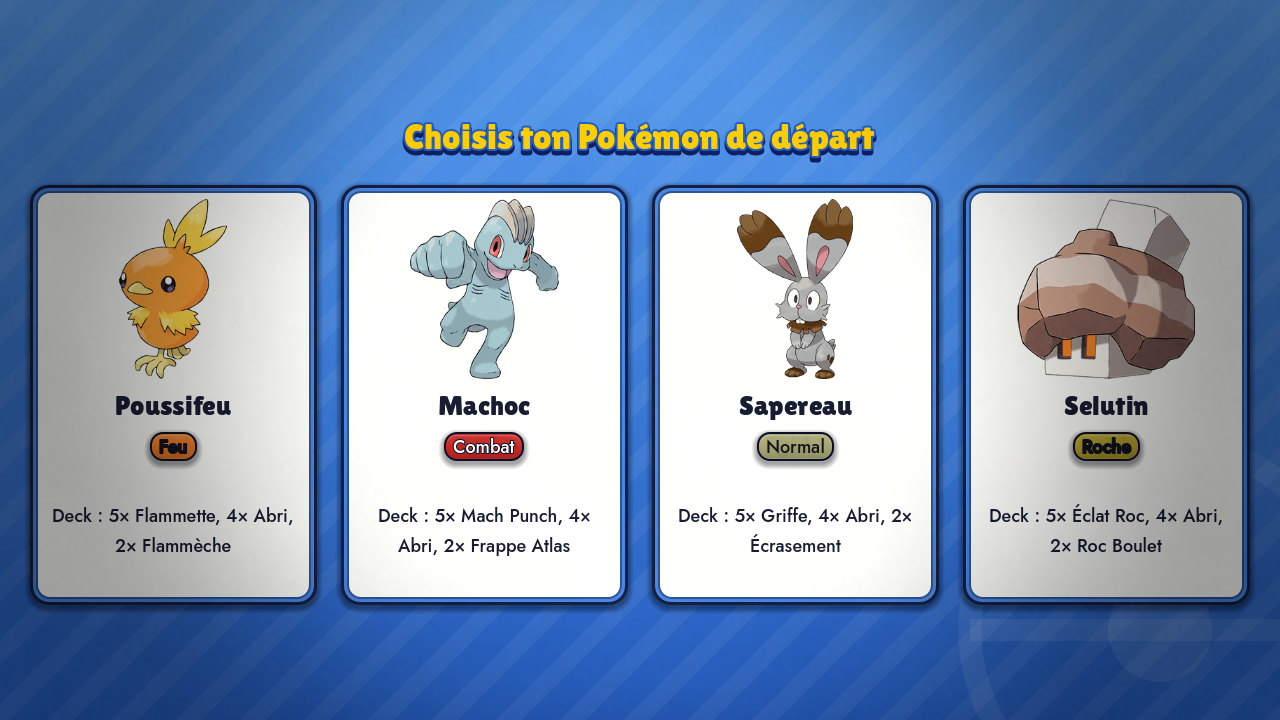 Choisis ton Pokémon de départ
Poussifeu
Feu
Deck : 5× Flammette, 4× Abri,
2× Flammèche
Machoc
Combat
Deck : 5× Mach Punch, 4×
Abri, 2× Frappe Atlas
Sapereau
Normal
Deck : 5× Griffe, 4× Abri, 2×
Écrasement
Selutin
Roche
Deck : 5× Éclat Roc, 4× Abri,
2× Roc Boulet